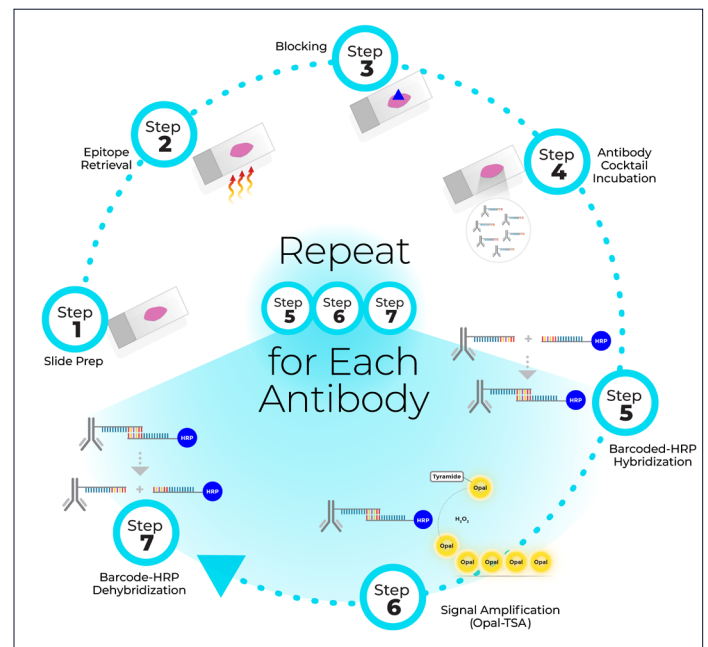 Step
1
Slide Prep
Step
2
Epitope
Retrieval
Step
3
Blocking
Step
4
Antibody
Cocktail
Incubation
Repeat
Step
5
Step
6
Step
7
for Each
Antibody
+
HRP
HRP
Step
5
Barcoded-HRP
Hybridization
Tyramide
Opal
H₂O₂
HRP
Opal
Opal
Opal
Opal
Opal
Step
6
Signal Amplification
(Opal-TSA)
HRP
+
HRP
Step
7
Barcode-HRP
Dehybridization